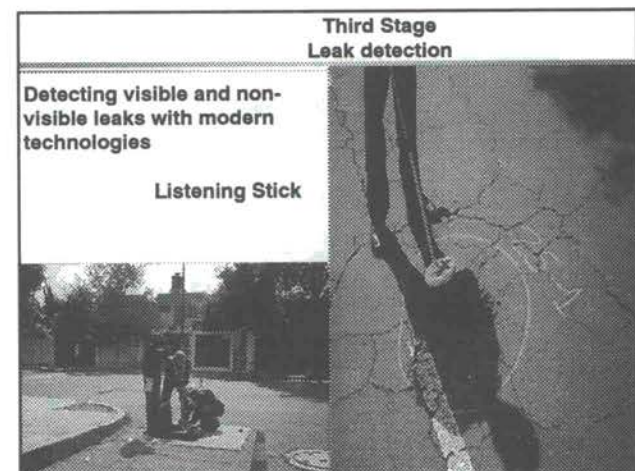 Third Stage
Leak detection
Detecting visible and non-
visible leaks with modern
technologies
Listening Stick